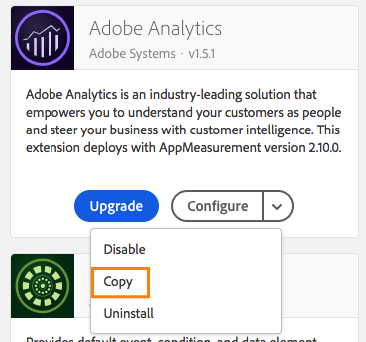 Adobe Analytics
Adobe Systems · v1.5.1
Adobe Analytics is an industry-leading solution that
empowers you to understand your customers as people
and steer your business with customer intelligence. This
extension deploys with AppMeasurement version 2.10.0.
Upgrade
Configure
Disable
Copy
Uninstall
Provides default event, condition, and data element